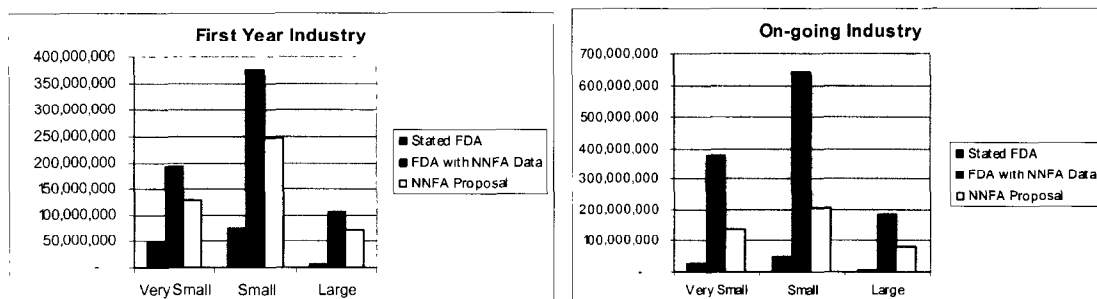 First Year Industry
400,000,000
350,000,000
300,000,000
250,000,000
200,000,000
150,000,000
100,000,000
50,000,000
-
Very Small Small Large
Stated FDA
FDA with NNFA Data
NNFA Proposal
On-going Industry
700,000,000
600,000,000
500,000,000
400,000,000
300,000,000
200,000,000
100,000,000
-
Very Small Small Large
Stated FDA
FDA with NNFA Data
NNFA Proposal